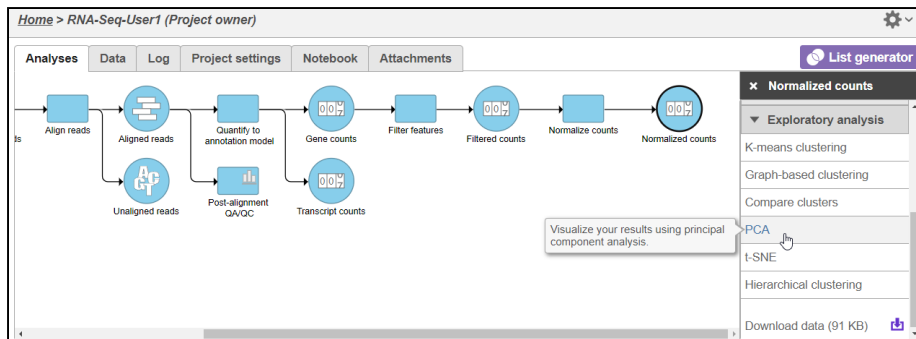 Home > RNA-Seq-User1 (Project owner)
Analyses
Data
Log
Project settings
Notebook
Attachments
List generator
ds
Align reads
Aligned reads
Quantify to
annotation model
Gene counts
Filter features
Filtered counts
Normalize counts
Normalized counts
Unaligned reads
Post-alignment
QA/QC
Transcript counts
× Normalized counts
Exploratory analysis
K-means clustering
Graph-based clustering
Compare clusters
PCA
t-SNE
Hierarchical clustering
Download data (91 KB)
Visualize your results using principal
component analysis.